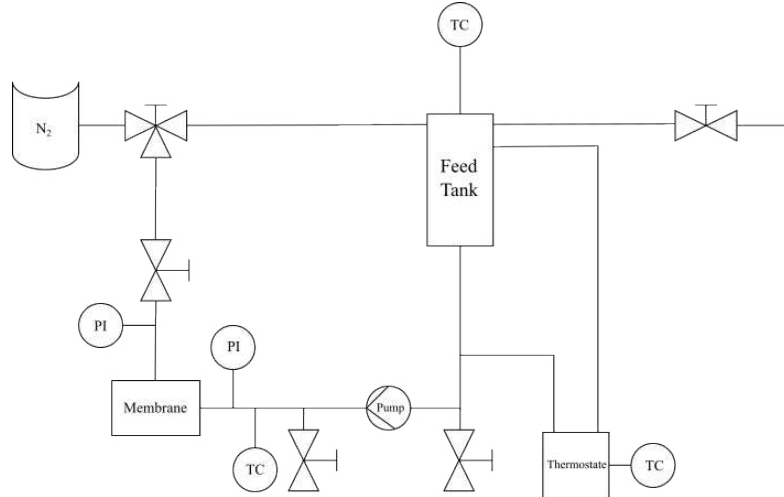 TC
N2
Feed
Tank
PI
PI
Membrane
Pump
TC
Thermostate
TC